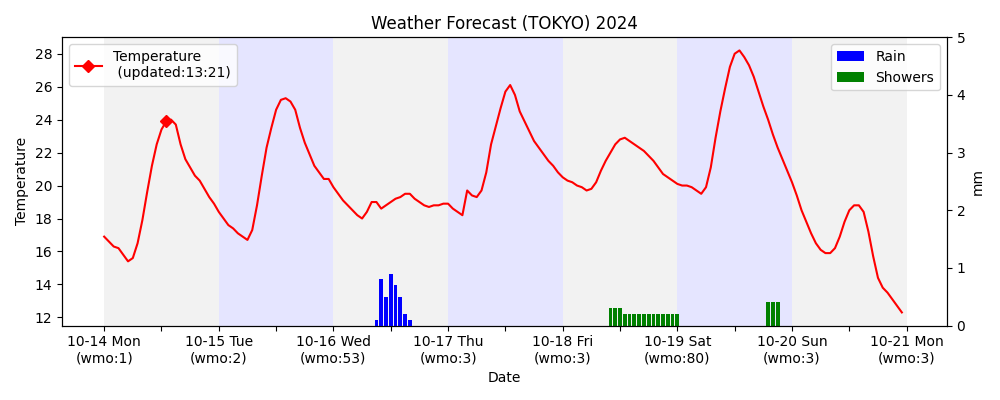 Weather Forecast (TOKYO) 2024
Temperature
(updated:13:21)
Rain
Showers
Temperature
28
26
24
22
20
18
16
14
12
5
4
3
2
1
0
mm
10-14 Mon
(wmo:1)
10-15 Tue
(wmo:2)
10-16 Wed
(wmo:53)
10-17 Thu
(wmo:3)
10-18 Fri
(wmo:3)
10-19 Sat
(wmo:80)
10-20 Sun
(wmo:3)
10-21 Mon
(wmo:3)
Date